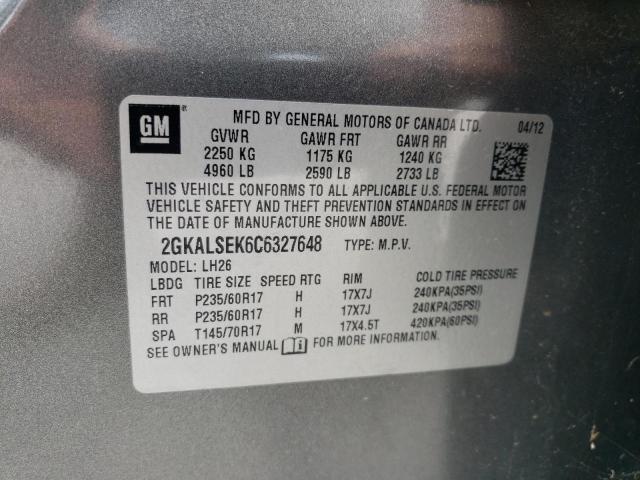 GM
MFD BY GENERAL MOTORS OF CANADA LTD. 04/12
GVWR GAWR FRT GAWR RR
2250 KG 1175 KG 1240 KG
4960 LB 2590 LB 2733 LB
THIS VEHICLE CONFORMS TO ALL APPLICABLE U.S. FEDERAL MOTOR
VEHICLE SAFETY AND THEFT PREVENTION STANDARDS IN EFFECT ON
THE DATE OF MANUFACTURE SHOWN ABOVE.
2GKALSEK6C6327648 TYPE: M.P.V.
MODEL: LH26
LBDG TIRE SIZE SPEED RTG RIM COLD TIRE PRESSURE
FRT P235/60R17 H 17X7J 240KPA(35PSI)
RR P235/60R17 H 17X7J 240KPA(35PSI)
SPA T145/70R17 M 17X4.5T 420KPA(60PSI)
SEE OWNER'S MANUAL FOR MORE INFORMATION.